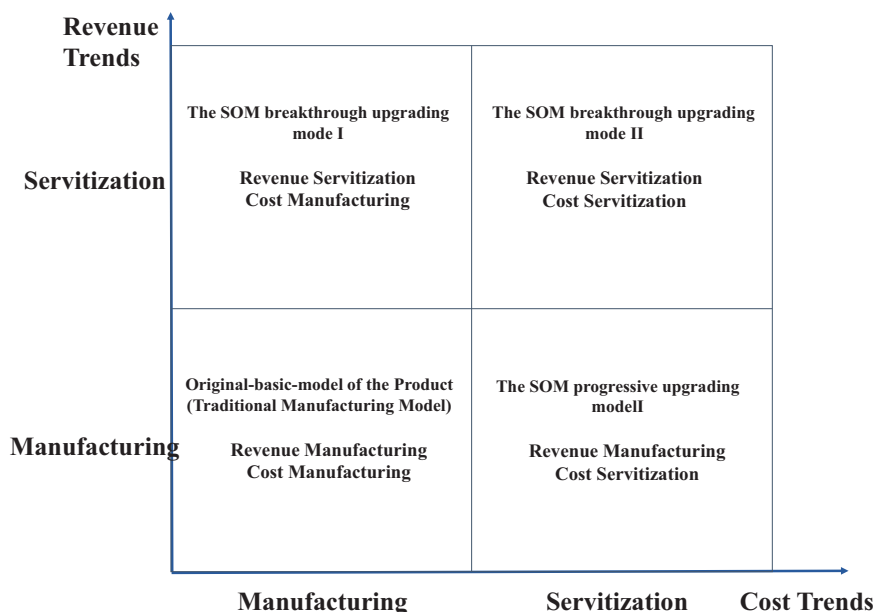 Revenue
Trends
The SOM breakthrough upgrading
mode I
Revenue Servitization
Cost Manufacturing
The SOM breakthrough upgrading
mode II
Revenue Servitization
Cost Servitization
Servitization
Original-basic-model of the Product
(Traditional Manufacturing Model)
Revenue Manufacturing
Cost Manufacturing
The SOM progressive upgrading
modelI
Revenue Manufacturing
Cost Servitization
Manufacturing
Manufacturing
Servitization
Cost Trends